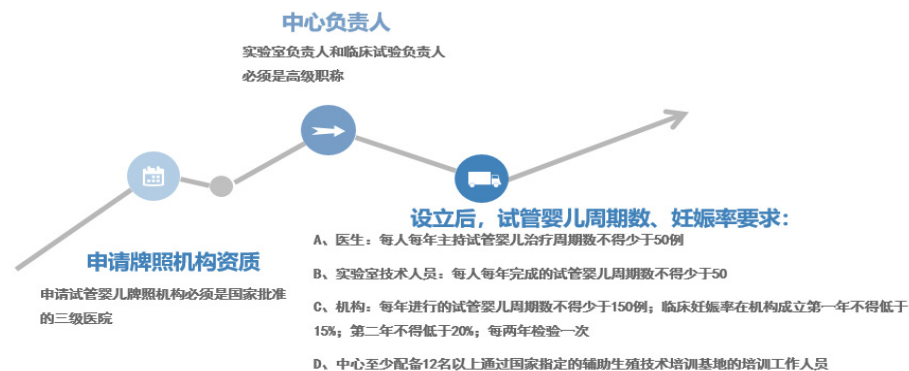 中心负责人
实验室负责人和临床试验负责人
必须是高级职称
申请牌照机构资质
申请试管婴儿牌照机构必须是国家批准
的三级医院
设立后，试管婴儿周期数、妊娠率要求：
A、医生：每人每年主持试管婴儿治疗周期数不得少于50例
B、实验室技术人员：每人每年完成的试管婴儿周期数不得少于50
C、机构：每年进行的试管婴儿周期数不得少于150例；临床妊娠率在机构成立第一年不得低于
15%；第二年不得低于20%；每两年检验一次
D、中心至少配备12名以上通过国家指定的辅助生殖技术培训基地的培训工作人员